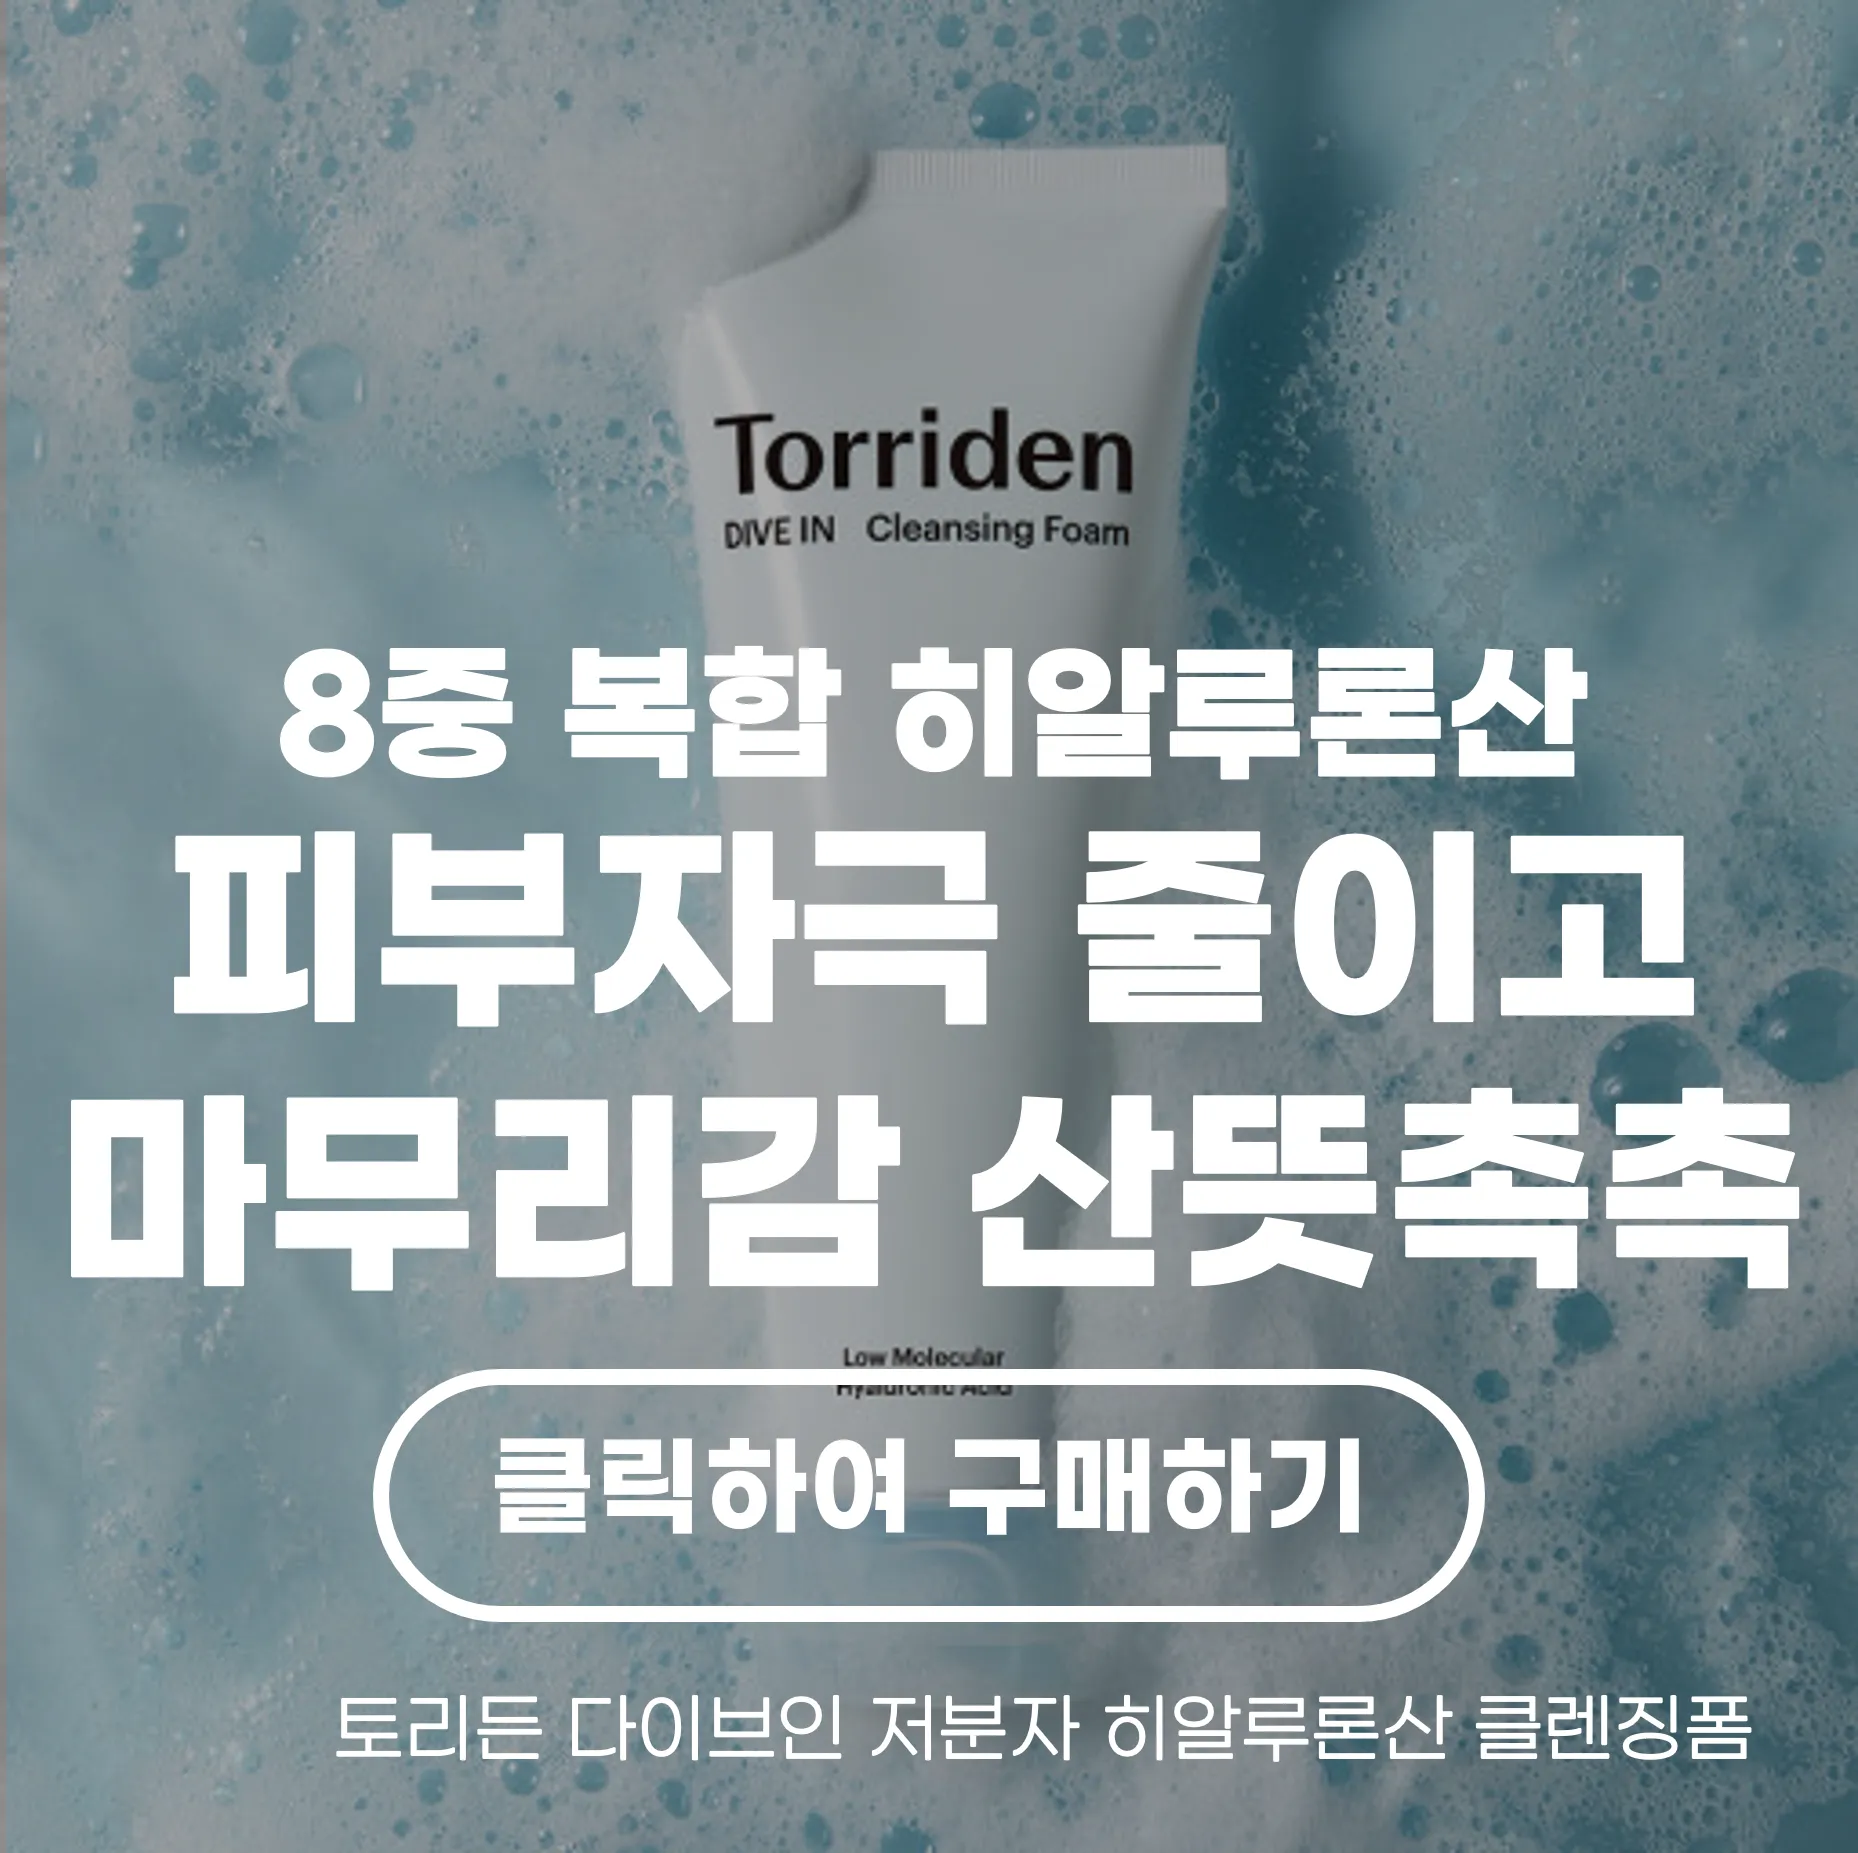 Torriden
DIVE IN Cleansing Foam
8중 복합 히알루론산
피부자극 줄이고
마무리감 산뜻촉촉
Low Molecular
Hyaluronic Acid
클릭하여 구매하기
토리든 다이브인 저분자 히알루론산 클렌징폼